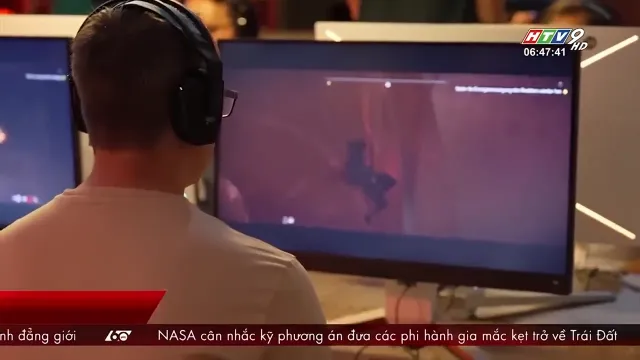 HTV9 HD
06:47:41
nh đẳng giới 60 NASA cân nhắc kỹ phương án đưa các phi hành gia mắc kẹt trở về Trái Đất